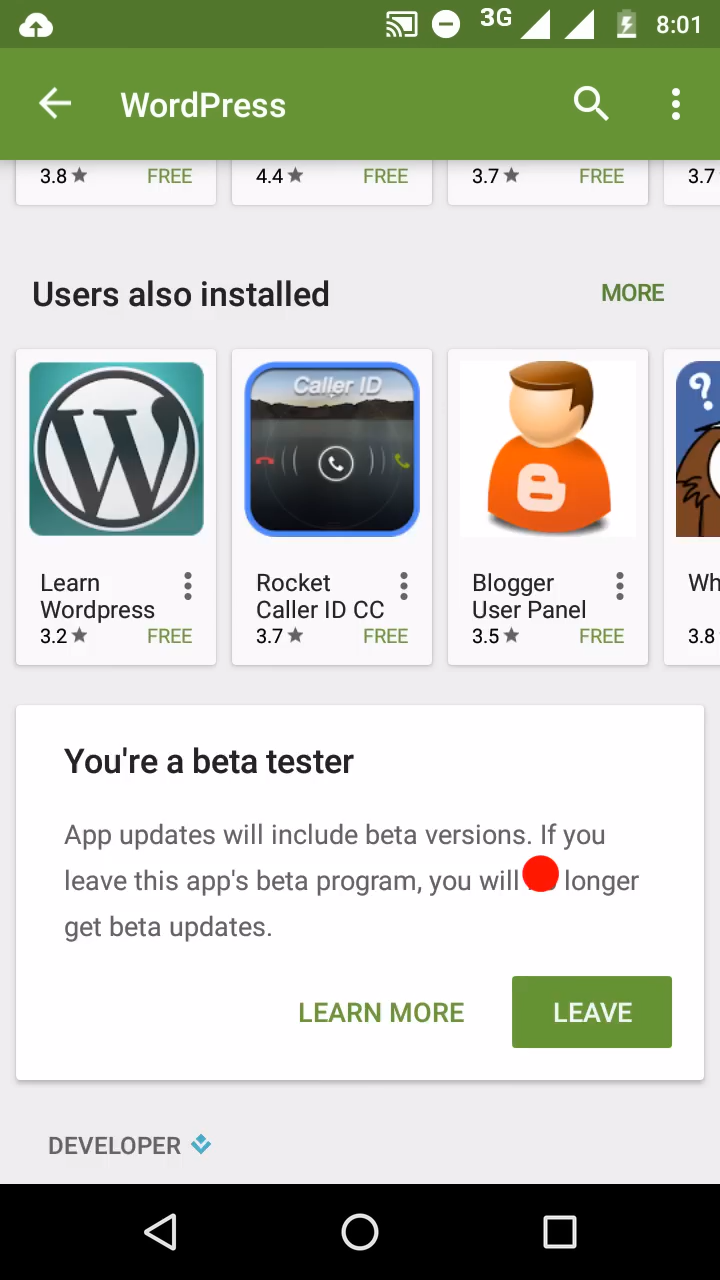 3G 8:01
WordPress
3.8 FREE 4.4 FREE 3.7 FREE 3.7
Users also installed MORE
Caller ID
Learn Wordpress
3.2 FREE
Rocket Caller ID CC
3.7 FREE
Blogger User Panel
3.5 FREE
Wh
3.8
You're a beta tester
App updates will include beta versions. If you
leave this app's beta program, you will longer
get beta updates.
LEARN MORE LEAVE
DEVELOPER